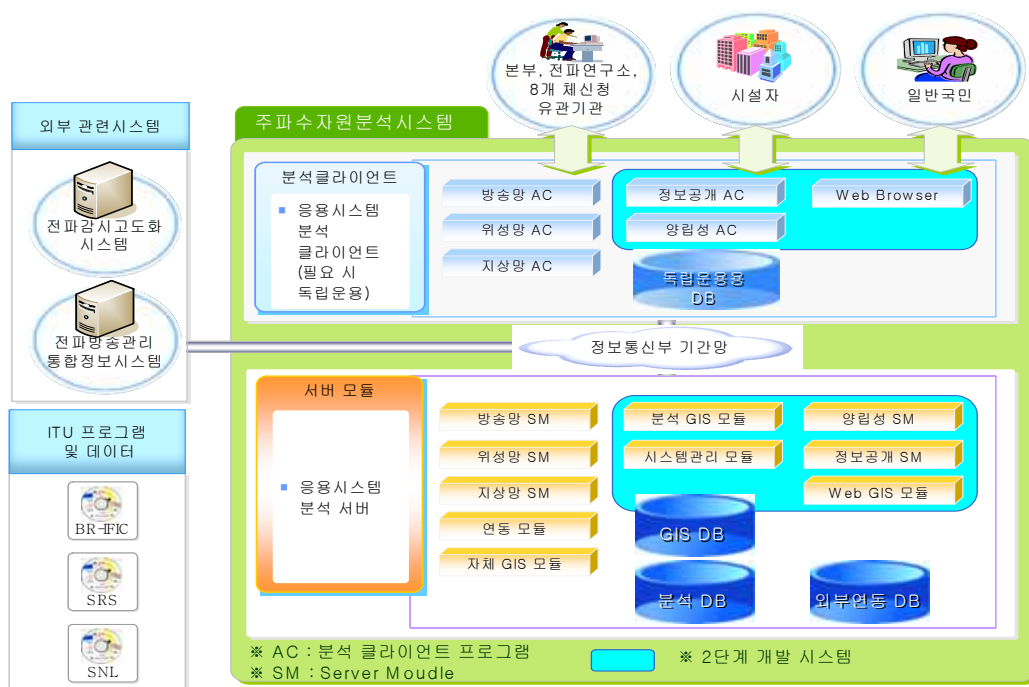 본부, 전파연구소,
8개 체신청
유관기관
시설자
일반국민
외부 관련시스템
전파감시고도화
시스템
전파방송관리
통합정보시스템
ITU 프로그램
및 데이터
BR-IFIC
SRS
SNL
주파수자원분석시스템
분석클라이언트
■ 응용시스템
분석
클라이언트
(필요 시
독립운용)
방송망 AC
위성망 AC
지상망 AC
정보공개 AC
양립성 AC
Web Browser
독립운용용
DB
정보통신부 기간망
서버 모듈
■ 응용시스템
분석 서버
방송망 SM
위성망 SM
지상망 SM
연동 모듈
자체 GIS 모듈
분석 GIS 모듈
시스템관리 모듈
양립성 SM
정보공개 SM
Web GIS 모듈
GIS DB
분석 DB
외부연동 DB
※ AC : 분석 클라이언트 프로그램
※ SM : Server Moudle
※ 2단계 개발 시스템